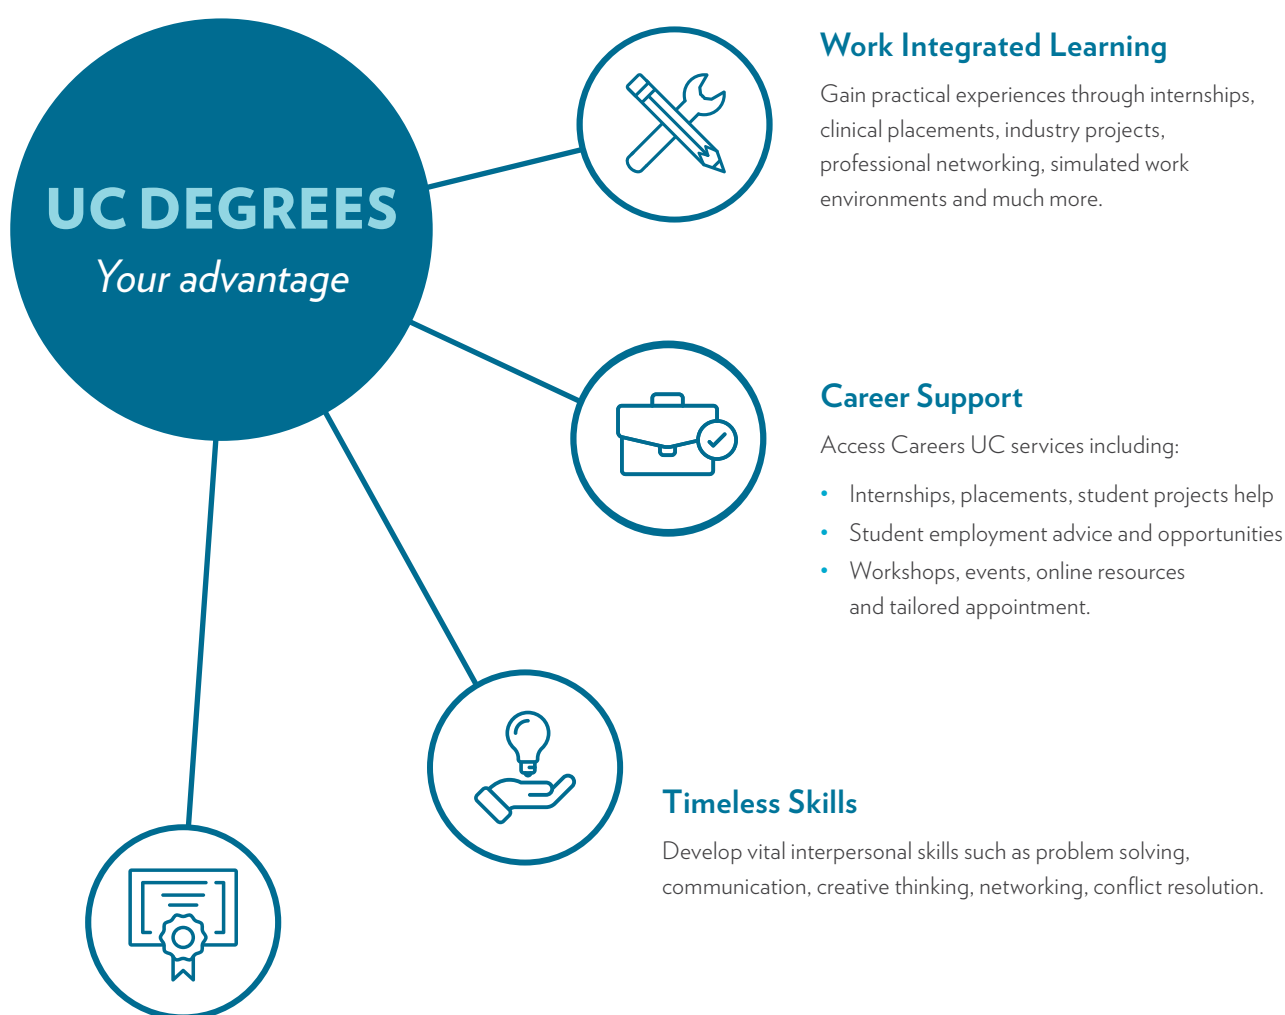 UC DEGREES
Your advantage
Work Integrated Learning
Gain practical experiences through internships,
clinical placements, industry projects,
professional networking, simulated work
environments and much more.
Career Support
Access Careers UC services including:
• Internships, placements, student projects help
• Student employment advice and opportunities
• Workshops, events, online resources
and tailored appointment.
Timeless Skills
Develop vital interpersonal skills such as problem solving,
communication, creative thinking, networking, conflict resolution.